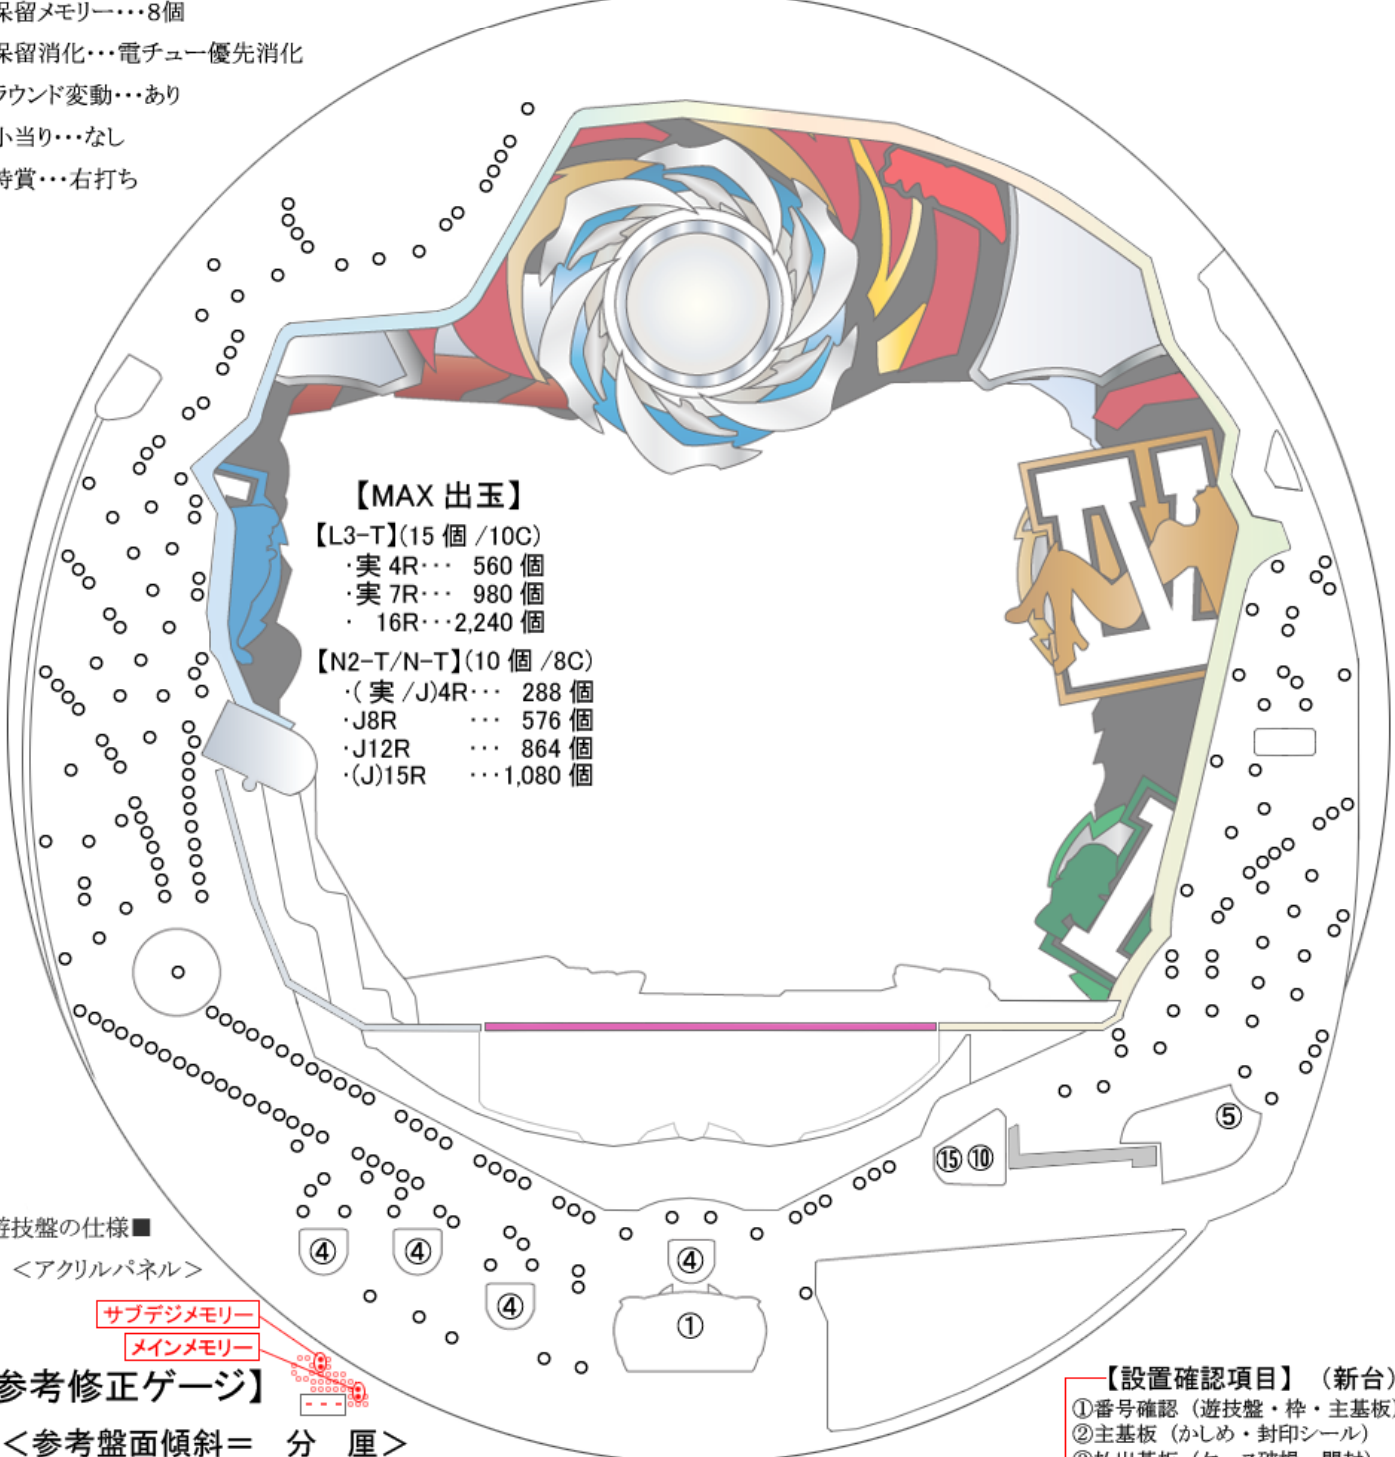 保留メモリー･･･8個
保留消化･･･電チュー優先消化
ラウンド変動･･･あり
小当り･･･なし
時賞･･･右打ち
【MAX 出玉】
【L3-T】(15 個 /10C)
･実 4R･･･ 560 個
･実 7R･･･ 980 個
･ 16R･･･2,240 個
【N2-T/N-T】(10 個 /8C)
･( 実 /J)4R･･･ 288 個
･J8R ･･･ 576 個
･J12R ･･･ 864 個
･(J)15R ･･･1,080 個
⑤
⑮ ⑩
④
④
④
④
①
遊技盤の仕様■
＜アクリルパネル＞
サブデジメモリー
メインメモリー
参考修正ゲージ】
＜参考盤面傾斜＝ 分 厘＞
【設置確認項目】（新台）
①番号確認（遊技盤・枠・主基板）
②主基板（かしめ・封印シール）